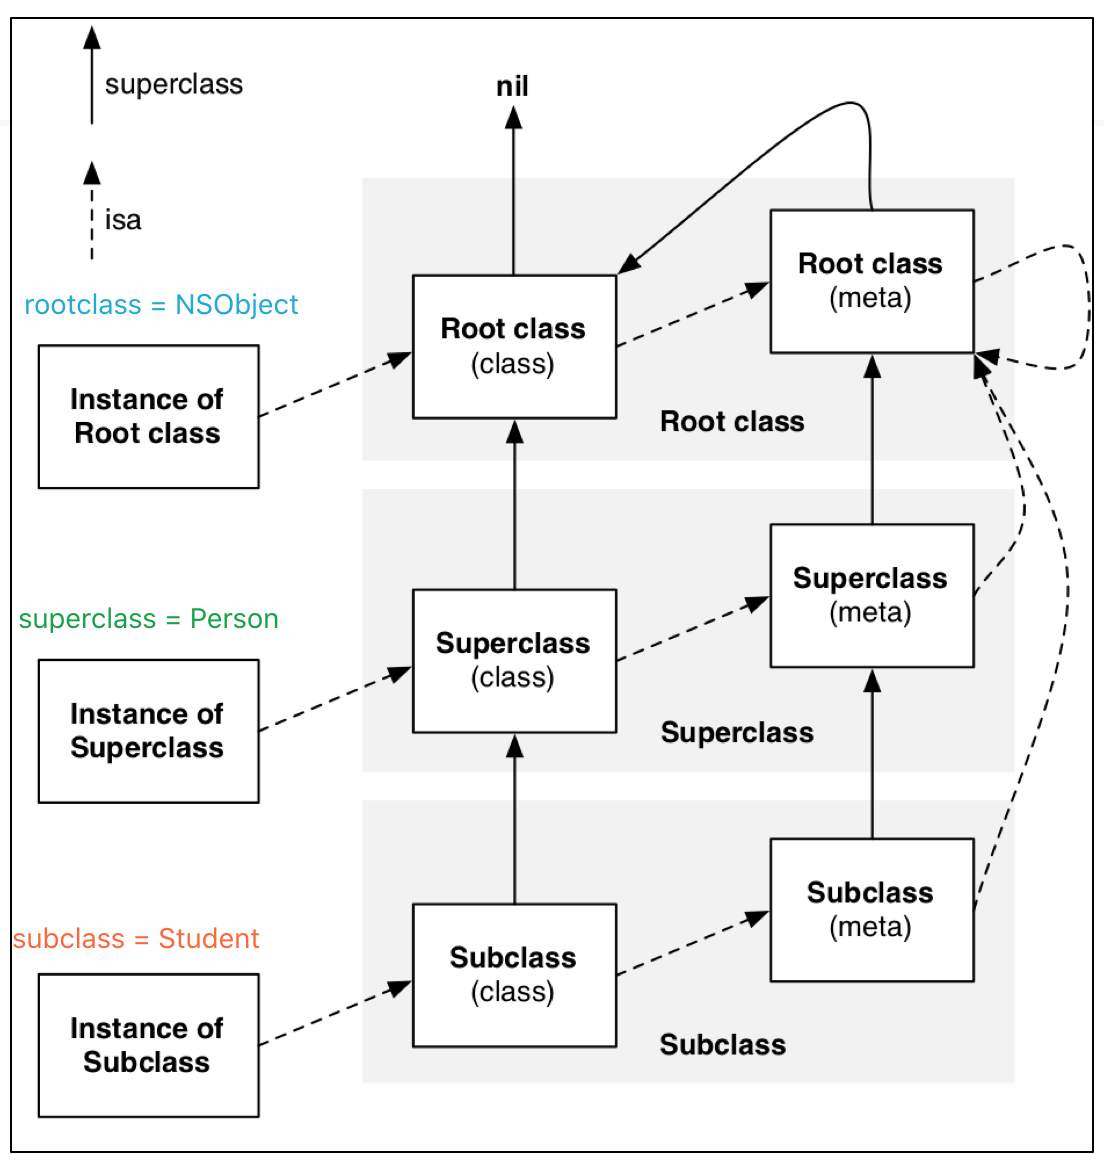 superclass
nil
isa
rootclass = NSObject
Root class
(meta)
Root class
(class)
Instance of
Root class
Root class
superclass = Person
Superclass
(meta)
Superclass
(class)
Instance of
Superclass
Superclass
subclass = Student
Subclass
(meta)
Subclass
(class)
Instance of
Subclass
Subclass